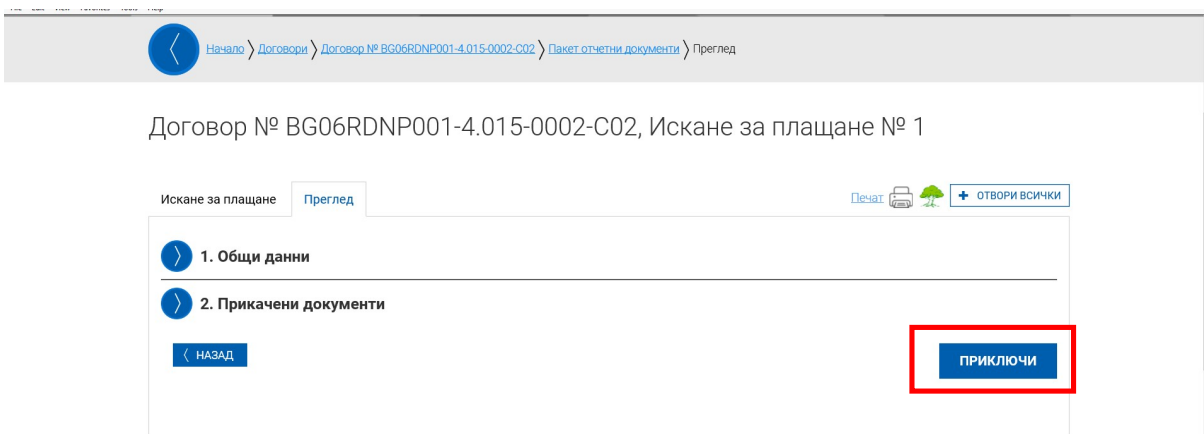 Начало 〉 Договори 〉 Договор № BG06RDNP001-4.015-0002-C02 〉 Пакет отчетни документи 〉 Преглед
Договор № BG06RDNP001-4.015-0002-C02, Искане за плащане № 1
Искане за плащане Преглед Печат + ОТВОРИ ВСИЧКИ
1. Общи данни
2. Прикачени документи
〈 НАЗАД ПРИКЛЮЧИ